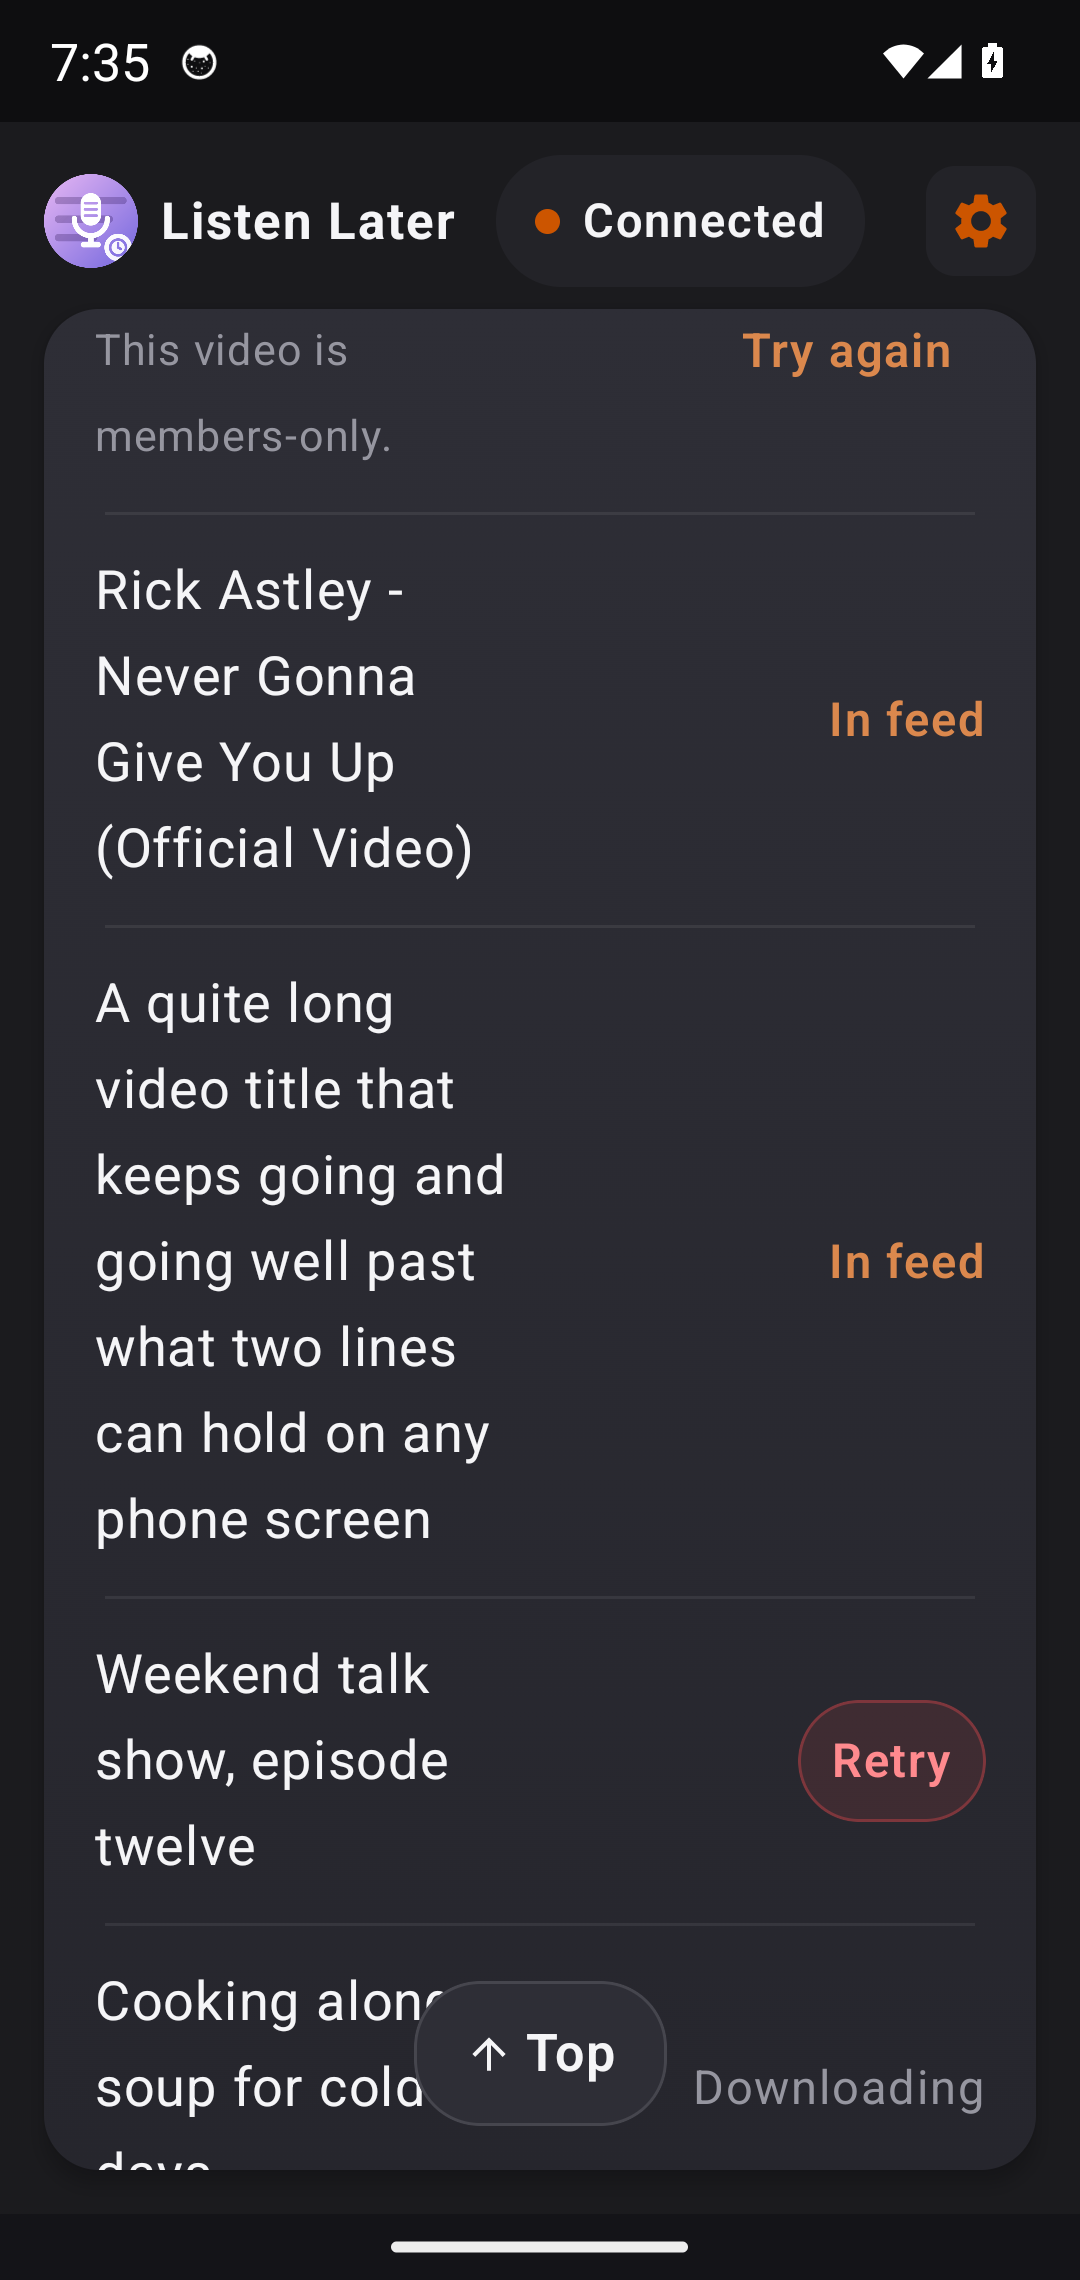 7:35
Listen Later
Connected
This video is
members-only.
Try again
Rick Astley -
Never Gonna
Give You Up
(Official Video)
In feed
A quite long
video title that
keeps going and
going well past
what two lines
can hold on any
phone screen
In feed
Weekend talk
show, episode
twelve
Retry
Cooking along
soup for cold
days
↑ Top
Downloading